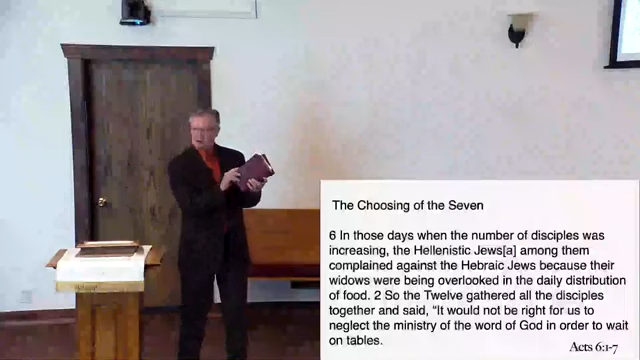 The Choosing of the Seven
6 In those days when the number of disciples was
increasing, the Hellenistic Jews[a] among them
complained against the Hebraic Jews because their
widows were being overlooked in the daily distribution
of food. 2 So the Twelve gathered all the disciples
together and said, “It would not be right for us to
neglect the ministry of the word of God in order to wait
on tables.
Acts 6:1-7